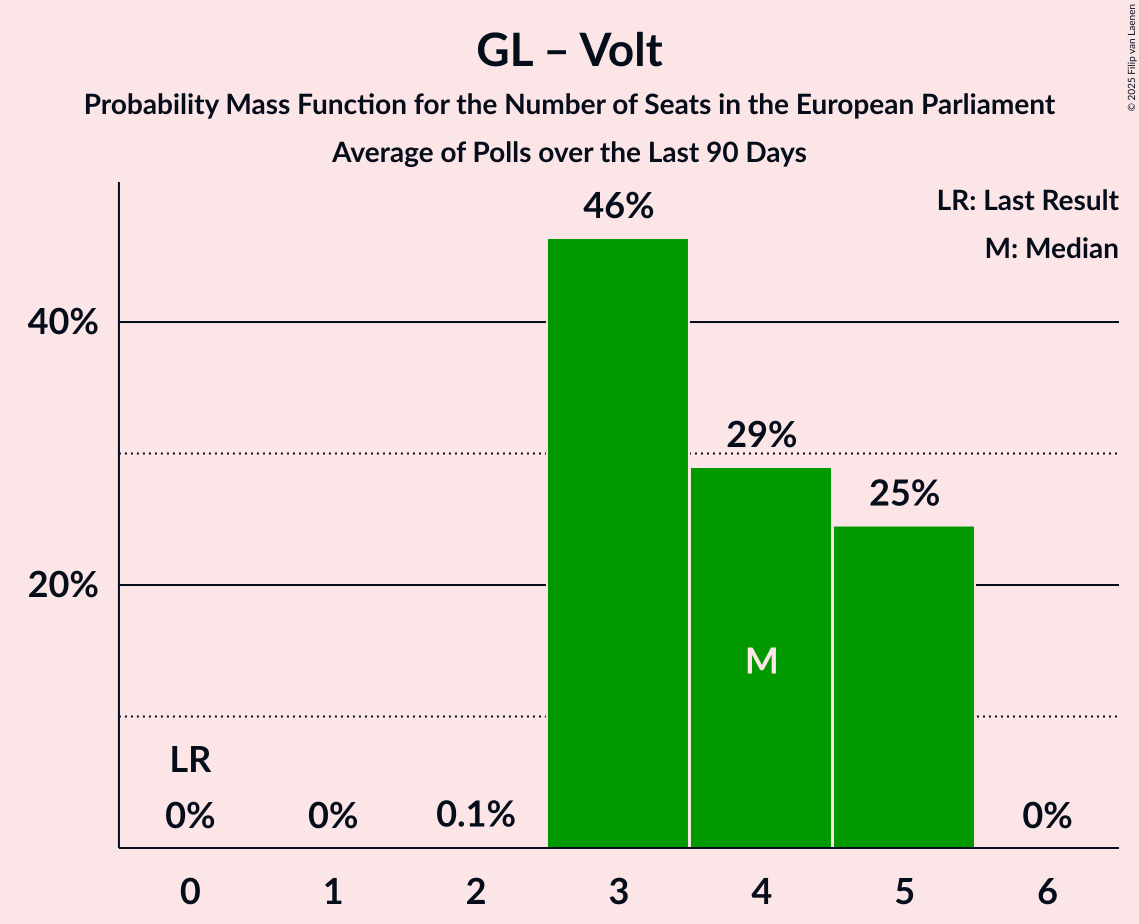 GL – Volt
Probability Mass Function for the Number of Seats in the European Parliament
Average of Polls over the Last 90 Days
© 2025 Filip van Laenen
LR: Last Result
M: Median
46%
40%
29%
25%
20%
M
LR
0%
0%
0.1%
0%
0 1 2 3 4 5 6